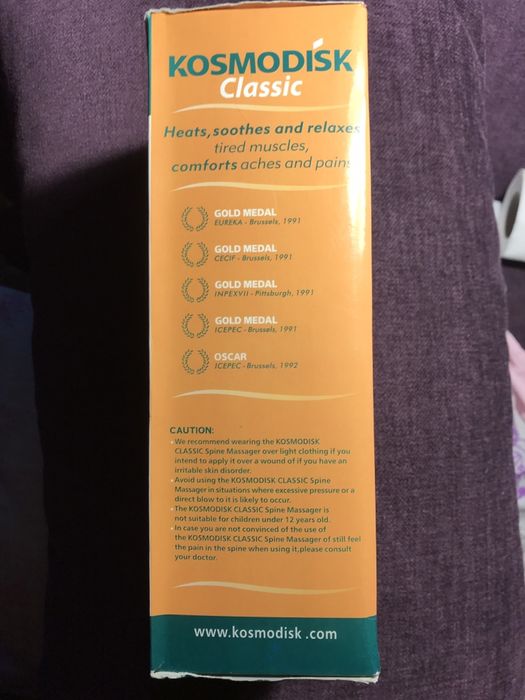 KOSMODISK
Classic
Heats, soothes and relaxes
tired muscles,
comforts aches and pains
GOLD MEDAL
EUREKA - Brussels, 1991
GOLD MEDAL
CECIF - Brussels, 1991
GOLD MEDAL
INPEXVII - Pittsburgh, 1991
GOLD MEDAL
ICEPEC - Brussels, 1991
OSCAR
ICEPEC - Brussels, 1992
CAUTION:
• We recommend wearing the KOSMODISK
CLASSIC Spine Massager over light clothing if you
intend to apply it over a wound of if you have an
irritable skin disorder.
• Avoid using the KOSMODISK CLASSIC Spine
Massager in situations where excessive pressure or a
direct blow to it is likely to occur.
• The KOSMODISK CLASSIC Spine Massager is
not suitable for children under 12 years old.
• In case you are not convinced of the use of
the KOSMODISK CLASSIC Spine Massager of still feel
the pain in the spine when using it,please consult
your doctor.
www.kosmodisk .com